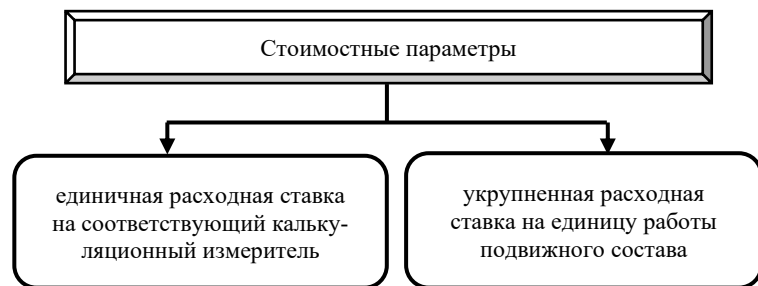 Стоимостные параметры
единичная расходная ставка
на соответствующий кальку-
ляционный измеритель
укрупненная расходная
ставка на единицу работы
подвижного состава